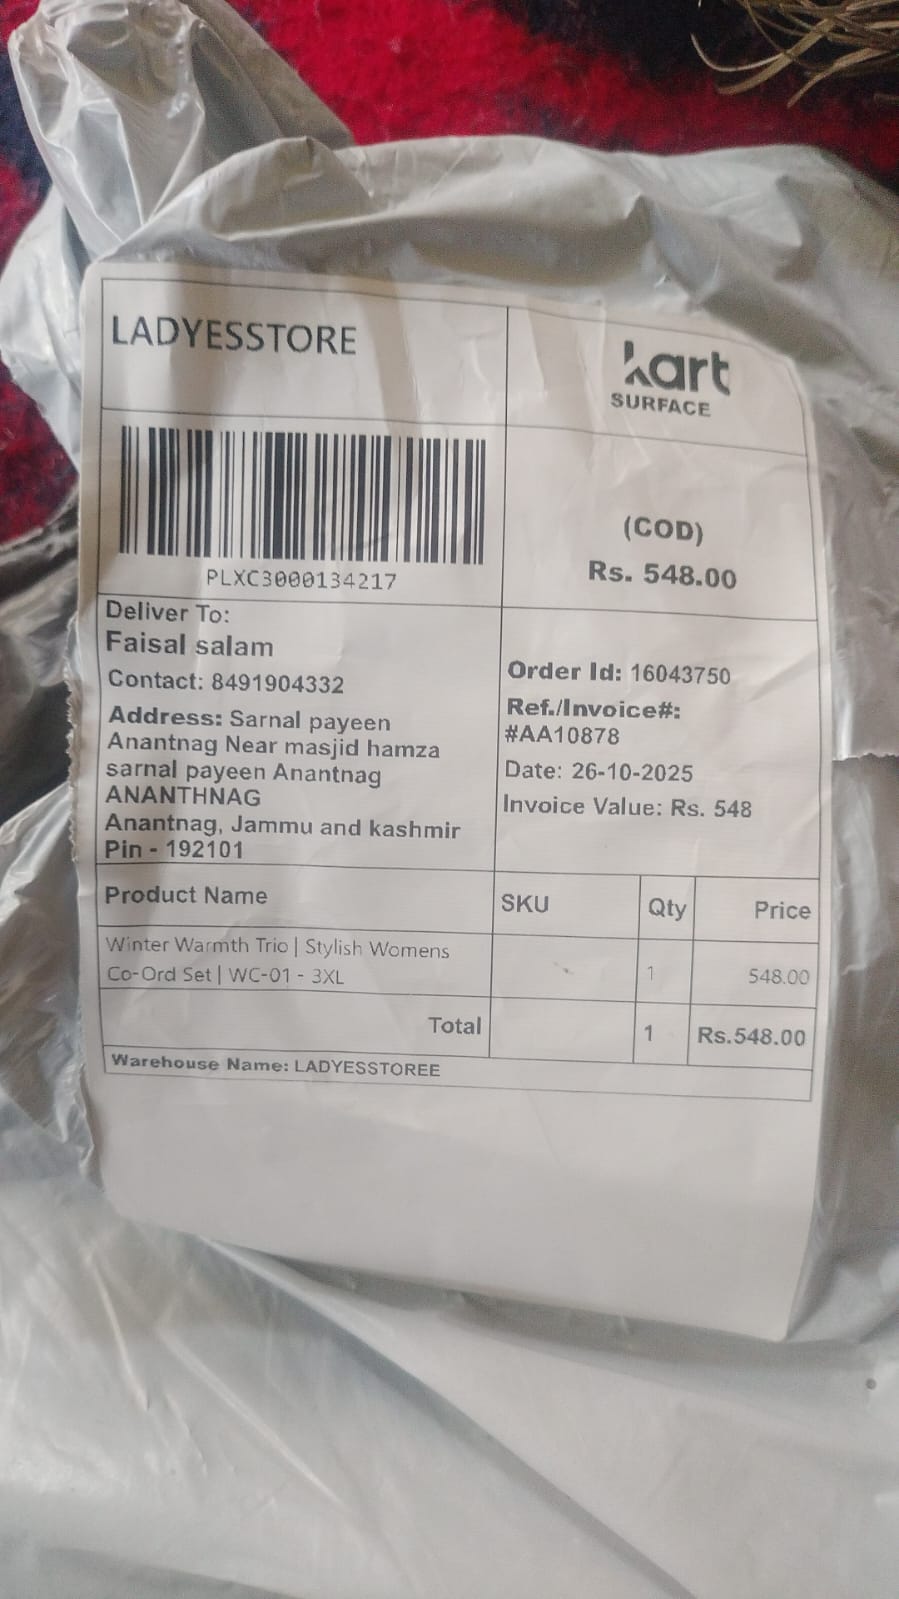 LADYESSTORE
kart
SURFACE
PLXC3000134217
(COD)
Rs. 548.00
Deliver To:
Faisal salam
Contact: 8491904332
Address: Sarnal payeen
Anantnag Near masjid hamza
sarnal payeen Anantnag
ANANTHNAG
Anantnag, Jammu and kashmir
Pin - 192101
Order Id: 16043750
Ref./Invoice#:
#AA10878
Date: 26-10-2025
Invoice Value: Rs. 548
Product Name SKU Qty Price
Winter Warmth Trio | Stylish Womens
Co-Ord Set | WC-01 - 3XL 1 548.00
Total 1 Rs.548.00
Warehouse Name: LADYESSTOREE